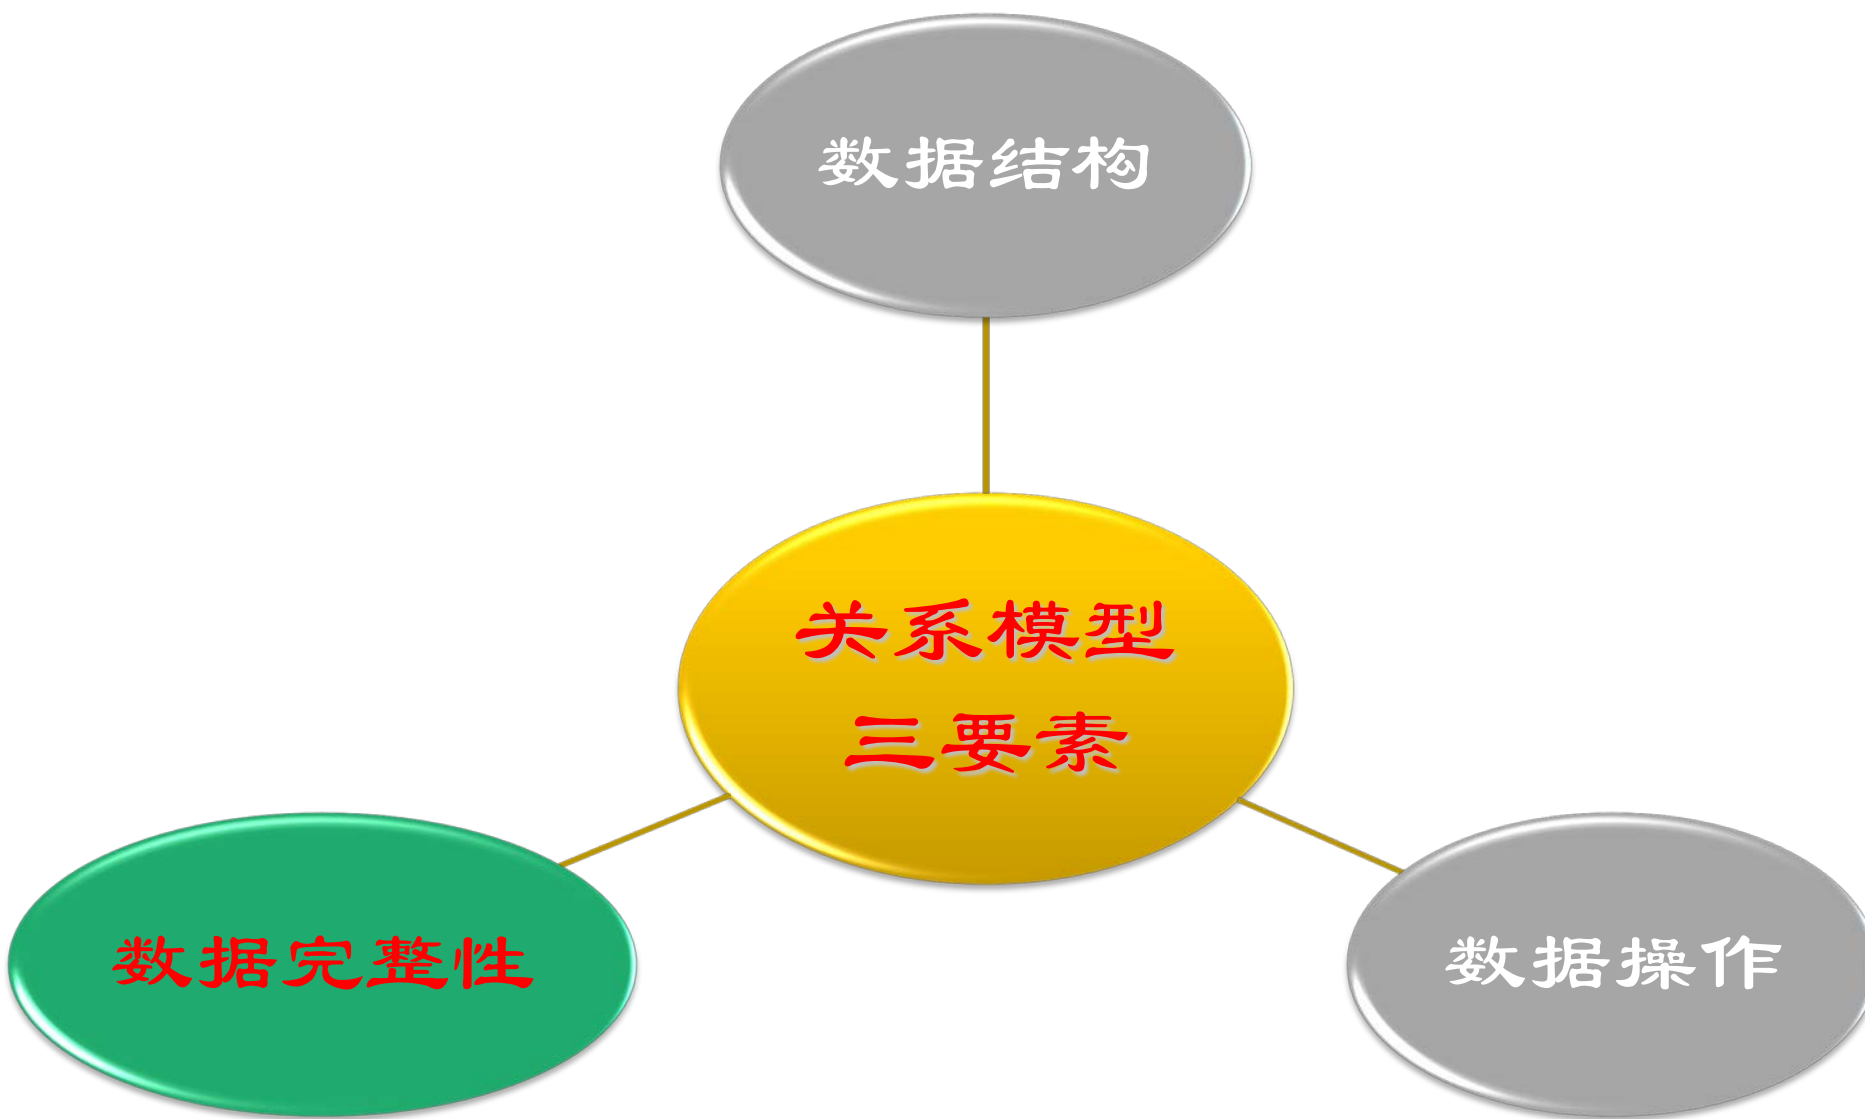 数据结构
关系模型
三要素
数据完整性
数据操作